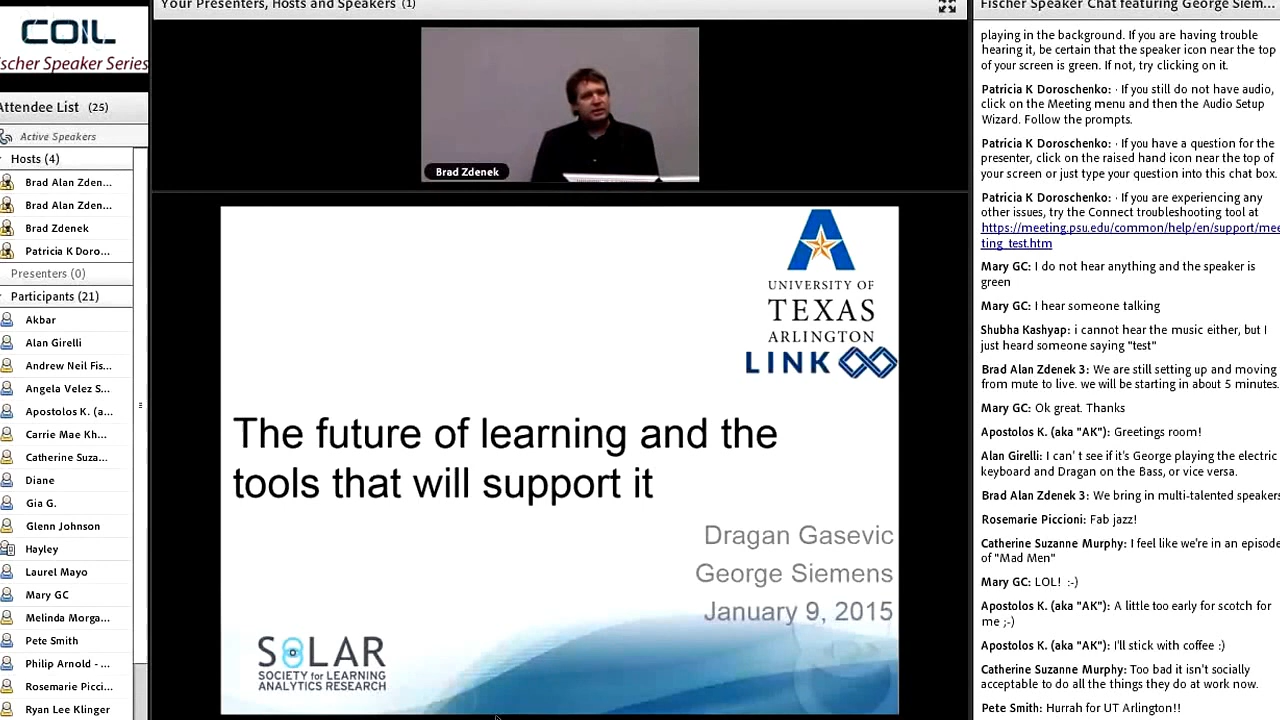 COIL
ischer Speaker Series
Attendee List (25)
Active Speakers
Hosts (4)
Brad Alan Zden...
Brad Alan Zden...
Brad Zdenek
Patricia K Doro...
Presenters (0)
Participants (21)
Akbar
Alan Girelli
Andrew Neil Fis...
Angela Velez S...
Apostolos K. (a...
Carrie Mae Kh...
Catherine Suza...
Diane
Gia G.
Glenn Johnson
Hayley
Laurel Mayo
Mary GC
Melinda Morga...
Pete Smith
Philip Arnold - ...
Rosemarie Picci...
Ryan Lee Klinger
Your Presenters, Hosts and Speakers (1)
Brad Zdenek
UNIVERSITY OF
TEXAS
ARLINGTON
LINK
The future of learning and the
tools that will support it
Dragan Gasevic
George Siemens
January 9, 2015
SOLAR
SOCIETY for LEARNING
ANALYTICS RESEARCH
Fischer Speaker Chat featuring George Siem...
playing in the background. If you are having trouble
hearing it, be certain that the speaker icon near the top
of your screen is green. If not, try clicking on it.
Patricia K Doroschenko: · If you still do not have audio,
click on the Meeting menu and then the Audio Setup
Wizard. Follow the prompts.
Patricia K Doroschenko: · If you have a question for the
presenter, click on the raised hand icon near the top of
your screen or just type your question into this chat box.
Patricia K Doroschenko: · If you are experiencing any
other issues, try the Connect troubleshooting tool at
https://meeting.psu.edu/common/help/en/support/mee
ting_test.htm
Mary GC: I do not hear anything and the speaker is
green
Mary GC: I hear someone talking
Shubha Kashyap: i cannot hear the music either, but I
just heard someone saying "test"
Brad Alan Zdenek 3: We are still setting up and moving
from mute to live. we will be starting in about 5 minutes.
Mary GC: Ok great. Thanks
Apostolos K. (aka "AK"): Greetings room!
Alan Girelli: I can' t see if it's George playing the electric
keyboard and Dragan on the Bass, or vice versa.
Brad Alan Zdenek 3: We bring in multi-talented speakers
Rosemarie Piccioni: Fab jazz!
Catherine Suzanne Murphy: I feel like we're in an episode
of "Mad Men"
Mary GC: LOL! :-)
Apostolos K. (aka "AK"): A little too early for scotch for
me ;-)
Apostolos K. (aka "AK"): I'll stick with coffee :)
Catherine Suzanne Murphy: Too bad it isn't socially
acceptable to do all the things they do at work now.
Pete Smith: Hurrah for UT Arlington!!